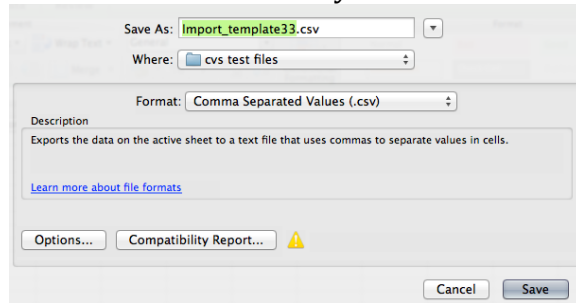 Save As: Import_template33.csv
Where: cvs test files
Format: Comma Separated Values (.csv)
Description
Exports the data on the active sheet to a text file that uses commas to separate values in cells.
Learn more about file formats
Options... Compatibility Report...
Cancel Save